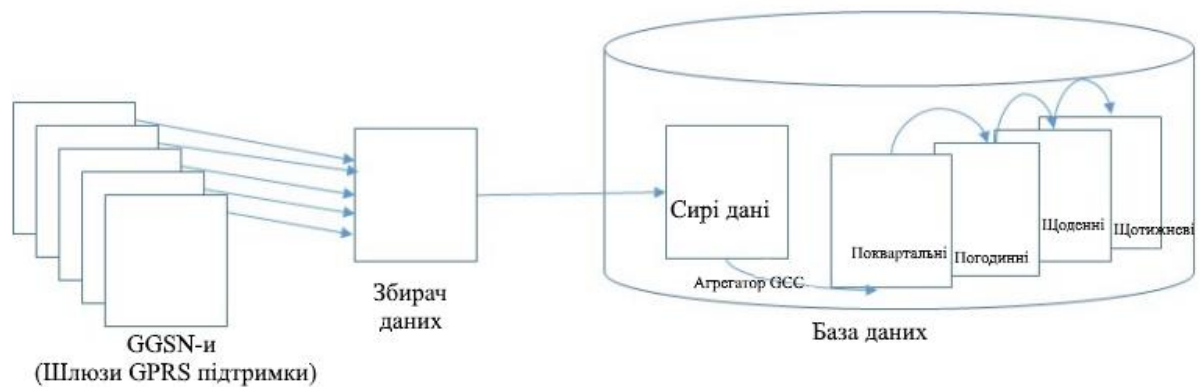 GGSN-и
(Шлюзи GPRS підтримки)
Збирач
даних
Сирі дані
Агрегатор GCC
Поквартальні
Погодинні
Щоденні
Щотижневі
База даних